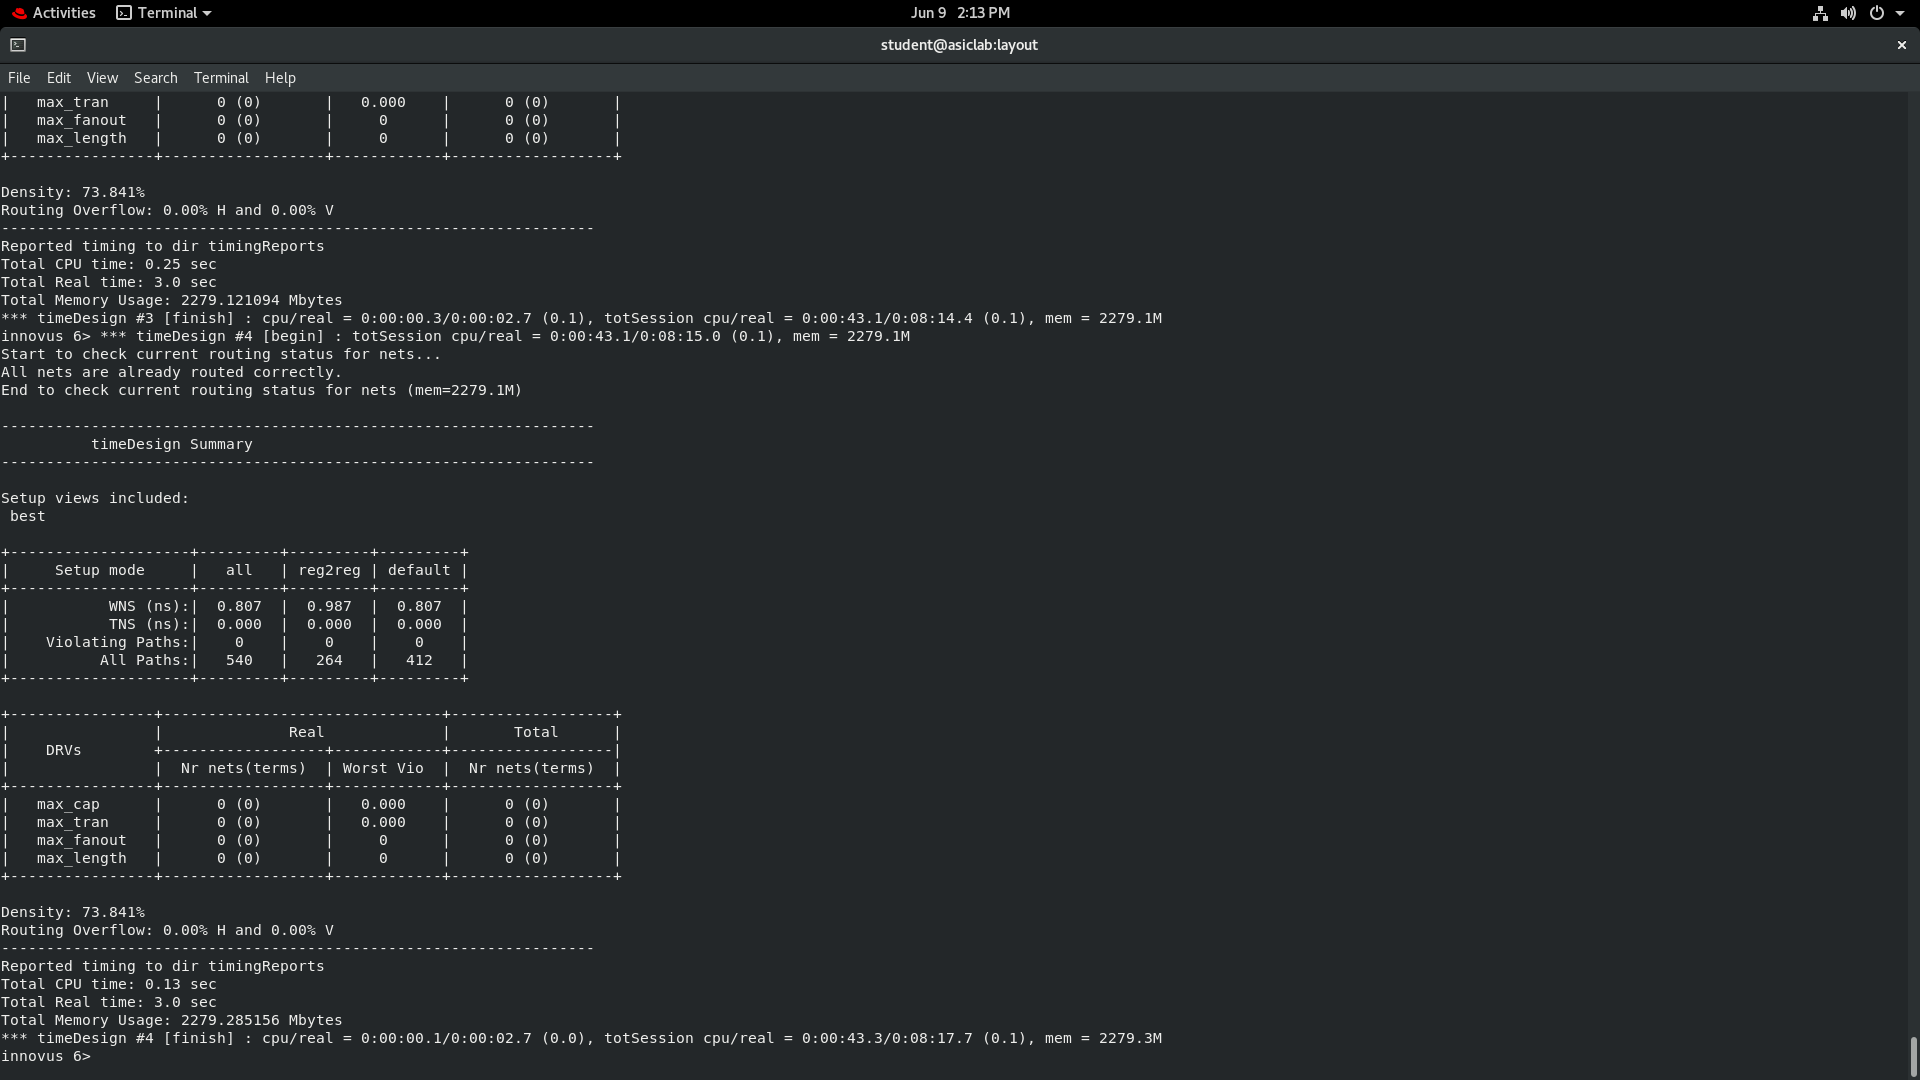 Activities Terminal Jun 9 2:13 PM
student@asiclab:layout
File Edit View Search Terminal Help
|   max_tran     |      0 (0)       |   0.000    |      0 (0)       |
|   max_fanout   |      0 (0)       |     0      |      0 (0)       |
|   max_length   |      0 (0)       |     0      |      0 (0)       |
+----------------+------------------+------------+------------------+
Density: 73.841%
Routing Overflow: 0.00% H and 0.00% V
------------------------------------------------------------------
Reported timing to dir timingReports
Total CPU time: 0.25 sec
Total Real time: 3.0 sec
Total Memory Usage: 2279.121094 Mbytes
*** timeDesign #3 [finish] : cpu/real = 0:00:00.3/0:00:02.7 (0.1), totSession cpu/real = 0:00:43.1/0:08:14.4 (0.1), mem = 2279.1M
innovus 6> *** timeDesign #4 [begin] : totSession cpu/real = 0:00:43.1/0:08:15.0 (0.1), mem = 2279.1M
Start to check current routing status for nets...
All nets are already routed correctly.
End to check current routing status for nets (mem=2279.1M)
------------------------------------------------------------------
          timeDesign Summary
------------------------------------------------------------------
Setup views included:
 best
+--------------------+---------+---------+---------+
|     Setup mode     |   all   | reg2reg | default |
+--------------------+---------+---------+---------+
|           WNS (ns):|  0.807  |  0.987  |  0.807  |
|           TNS (ns):|  0.000  |  0.000  |  0.000  |
|    Violating Paths:|    0    |    0    |    0    |
|          All Paths:|   540   |   264   |   412   |
+--------------------+---------+---------+---------+
+----------------+-------------------------------+------------------+
|                |              Real             |       Total      |
|    DRVs        +------------------+------------+------------------|
|                |  Nr nets(terms)  | Worst Vio  |  Nr nets(terms)  |
+----------------+------------------+------------+------------------+
|   max_cap      |      0 (0)       |   0.000    |      0 (0)       |
|   max_tran     |      0 (0)       |   0.000    |      0 (0)       |
|   max_fanout   |      0 (0)       |     0      |      0 (0)       |
|   max_length   |      0 (0)       |     0      |      0 (0)       |
+----------------+------------------+------------+------------------+
Density: 73.841%
Routing Overflow: 0.00% H and 0.00% V
------------------------------------------------------------------
Reported timing to dir timingReports
Total CPU time: 0.13 sec
Total Real time: 3.0 sec
Total Memory Usage: 2279.285156 Mbytes
*** timeDesign #4 [finish] : cpu/real = 0:00:00.1/0:00:02.7 (0.0), totSession cpu/real = 0:00:43.3/0:08:17.7 (0.1), mem = 2279.3M
innovus 6>